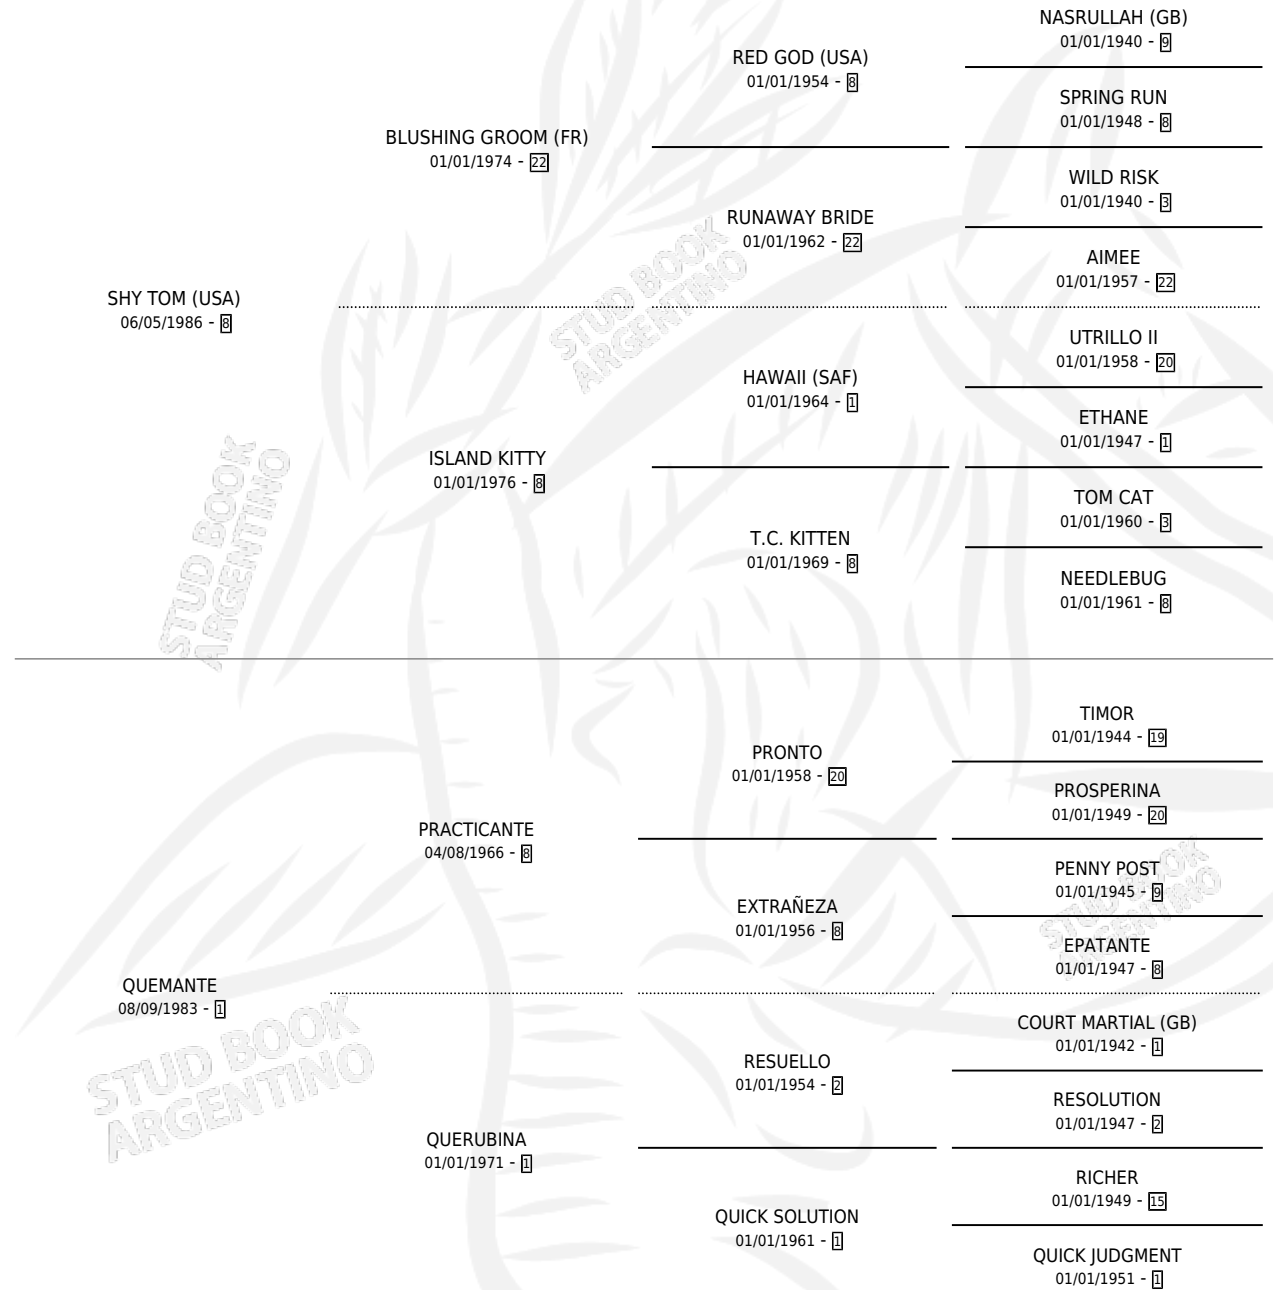 NASRULLAH (GB)
01/01/1940 - 9
RED GOD (USA)
01/01/1954 - 8
SPRING RUN
01/01/1948 - 8
BLUSHING GROOM (FR)
01/01/1974 - 22
WILD RISK
01/01/1940 - 3
RUNAWAY BRIDE
01/01/1962 - 22
AIMEE
01/01/1957 - 22
SHY TOM (USA)
06/05/1986 - 8
UTRILLO II
01/01/1958 - 20
HAWAII (SAF)
01/01/1964 - 1
ETHANE
01/01/1947 - 1
ISLAND KITTY
01/01/1976 - 8
TOM CAT
01/01/1960 - 3
T.C. KITTEN
01/01/1969 - 8
NEEDLEBUG
01/01/1961 - 8
TIMOR
01/01/1944 - 19
PRONTO
01/01/1958 - 20
PROSPERINA
01/01/1949 - 20
PRACTICANTE
04/08/1966 - 8
PENNY POST
01/01/1945 - 9
EXTRAÑEZA
01/01/1956 - 8
EPATANTE
01/01/1947 - 8
QUEMANTE
08/09/1983 - 1
COURT MARTIAL (GB)
01/01/1942 - 1
RESUELLO
01/01/1954 - 2
RESOLUTION
01/01/1947 - 2
QUERUBINA
01/01/1971 - 1
RICHER
01/01/1949 - 15
QUICK SOLUTION
01/01/1961 - 1
QUICK JUDGMENT
01/01/1951 - 1
STUD BOOK
ARGENTINO
STUD BOOK
ARGENTINO
STUD BOOK
ARGENTINO
STUD BOOK
ARGENTINO